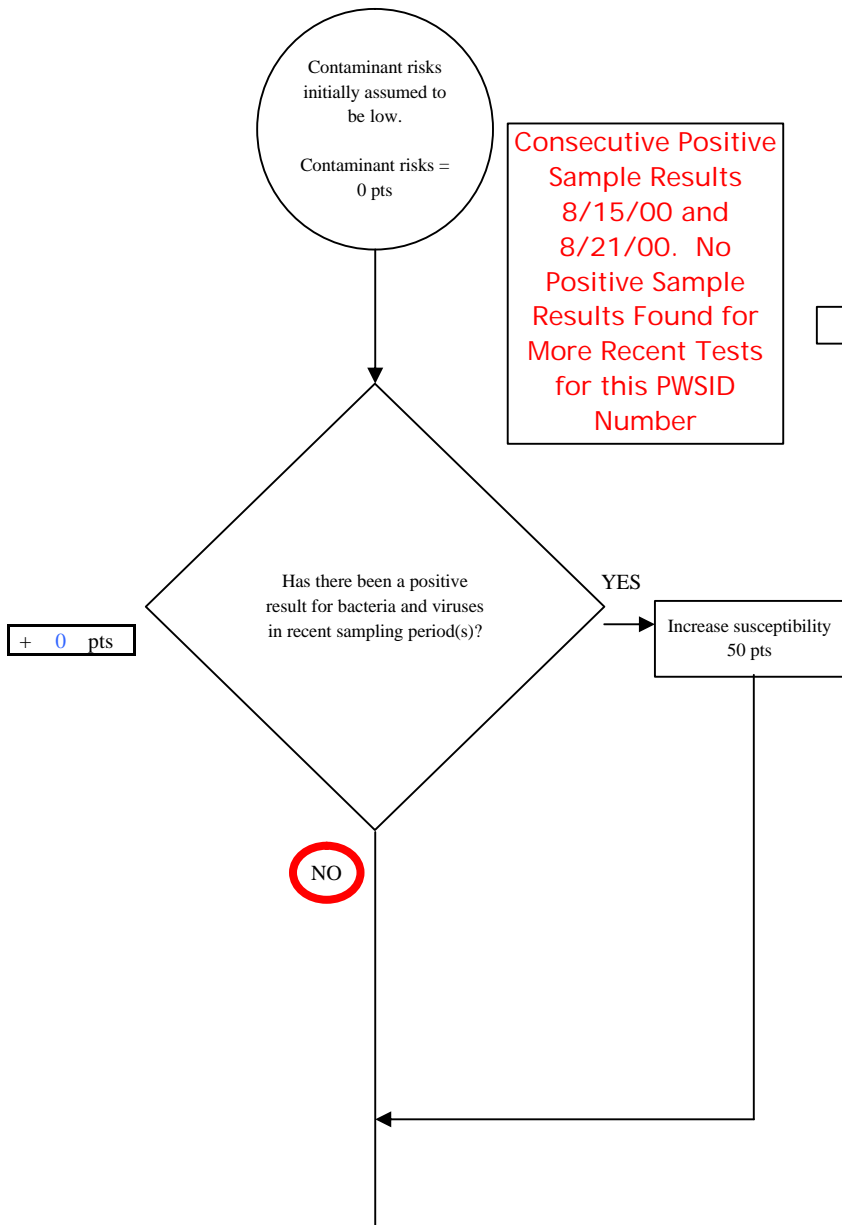 Contaminant risks
initially assumed to
be low.
Contaminant risks =
0 pts
Consecutive Positive
Sample Results
8/15/00 and
8/21/00. No
Positive Sample
Results Found for
More Recent Tests
for this PWSID
Number
Has there been a positive
result for bacteria and viruses
in recent sampling period(s)?
YES
Increase susceptibility
50 pts
+ 0 pts
NO